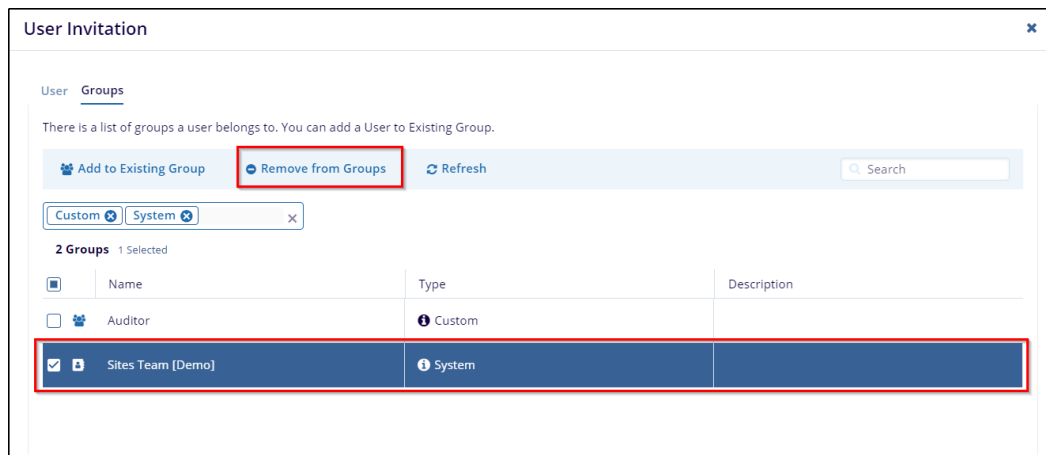 User Invitation
User Groups
There is a list of groups a user belongs to. You can add a User to Existing Group.
Add to Existing Group Remove from Groups Refresh Search
Custom System
2 Groups 1 Selected
Name Type Description
Auditor Custom
Sites Team [Demo] System